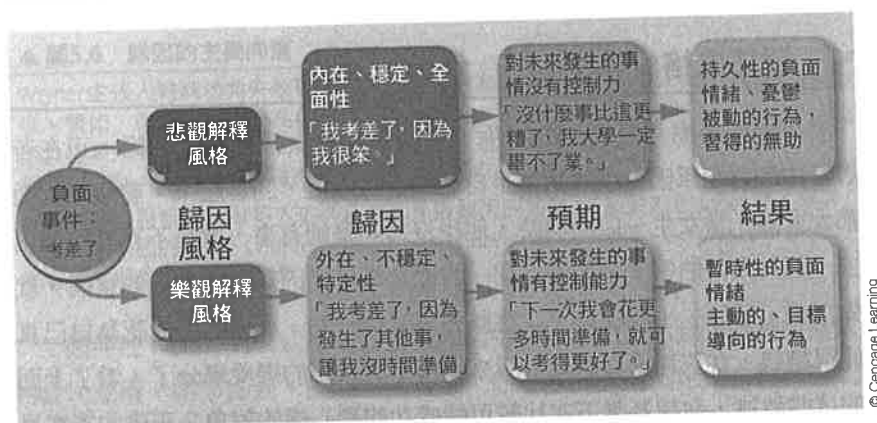 負面
事件：
考差了
悲觀解釋
風格
內在、穩定、全
面性
「我考差了，因為
我很笨。」
對未來發生的事
情沒有控制力
「沒什麼事比這更
糟了，我大學一定
畢不了業。」
持久性的負面
情緒、憂鬱
被動的行為，
習得的無助
歸因
風格
歸因
預期
結果
樂觀解釋
風格
外在、不穩定、
特定性
「我考差了，因為
發生了其他事，
讓我沒時間準備」
對未來發生的事
情有控制能力
「下一次我會花更
多時間準備，就可
以考得更好了。」
暫時性的負面
情緒
主動的、目標
導向的行為
© Cengage Learning